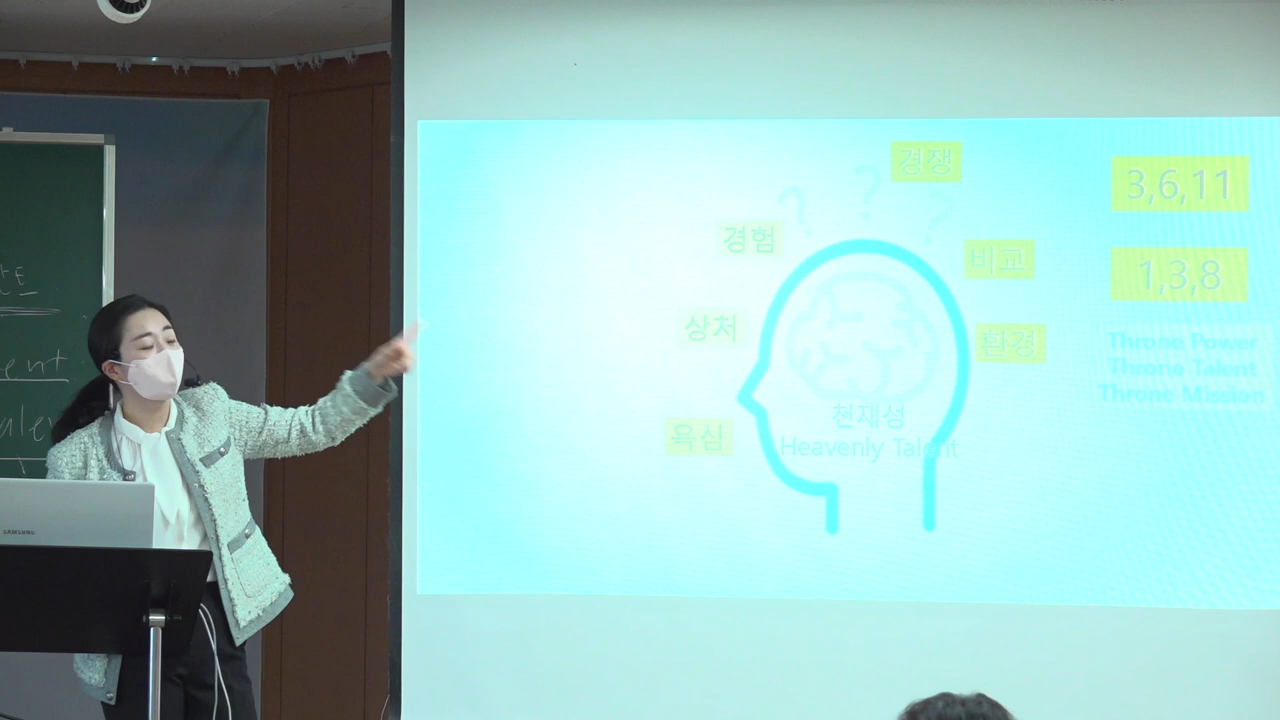 경쟁
3,6,11
경험
비교
1,3,8
상처
환경
Throne Power
Throne Talent
Throne Mission
천재성
욕심
Heavenly Talent
ent
SAMSUNG